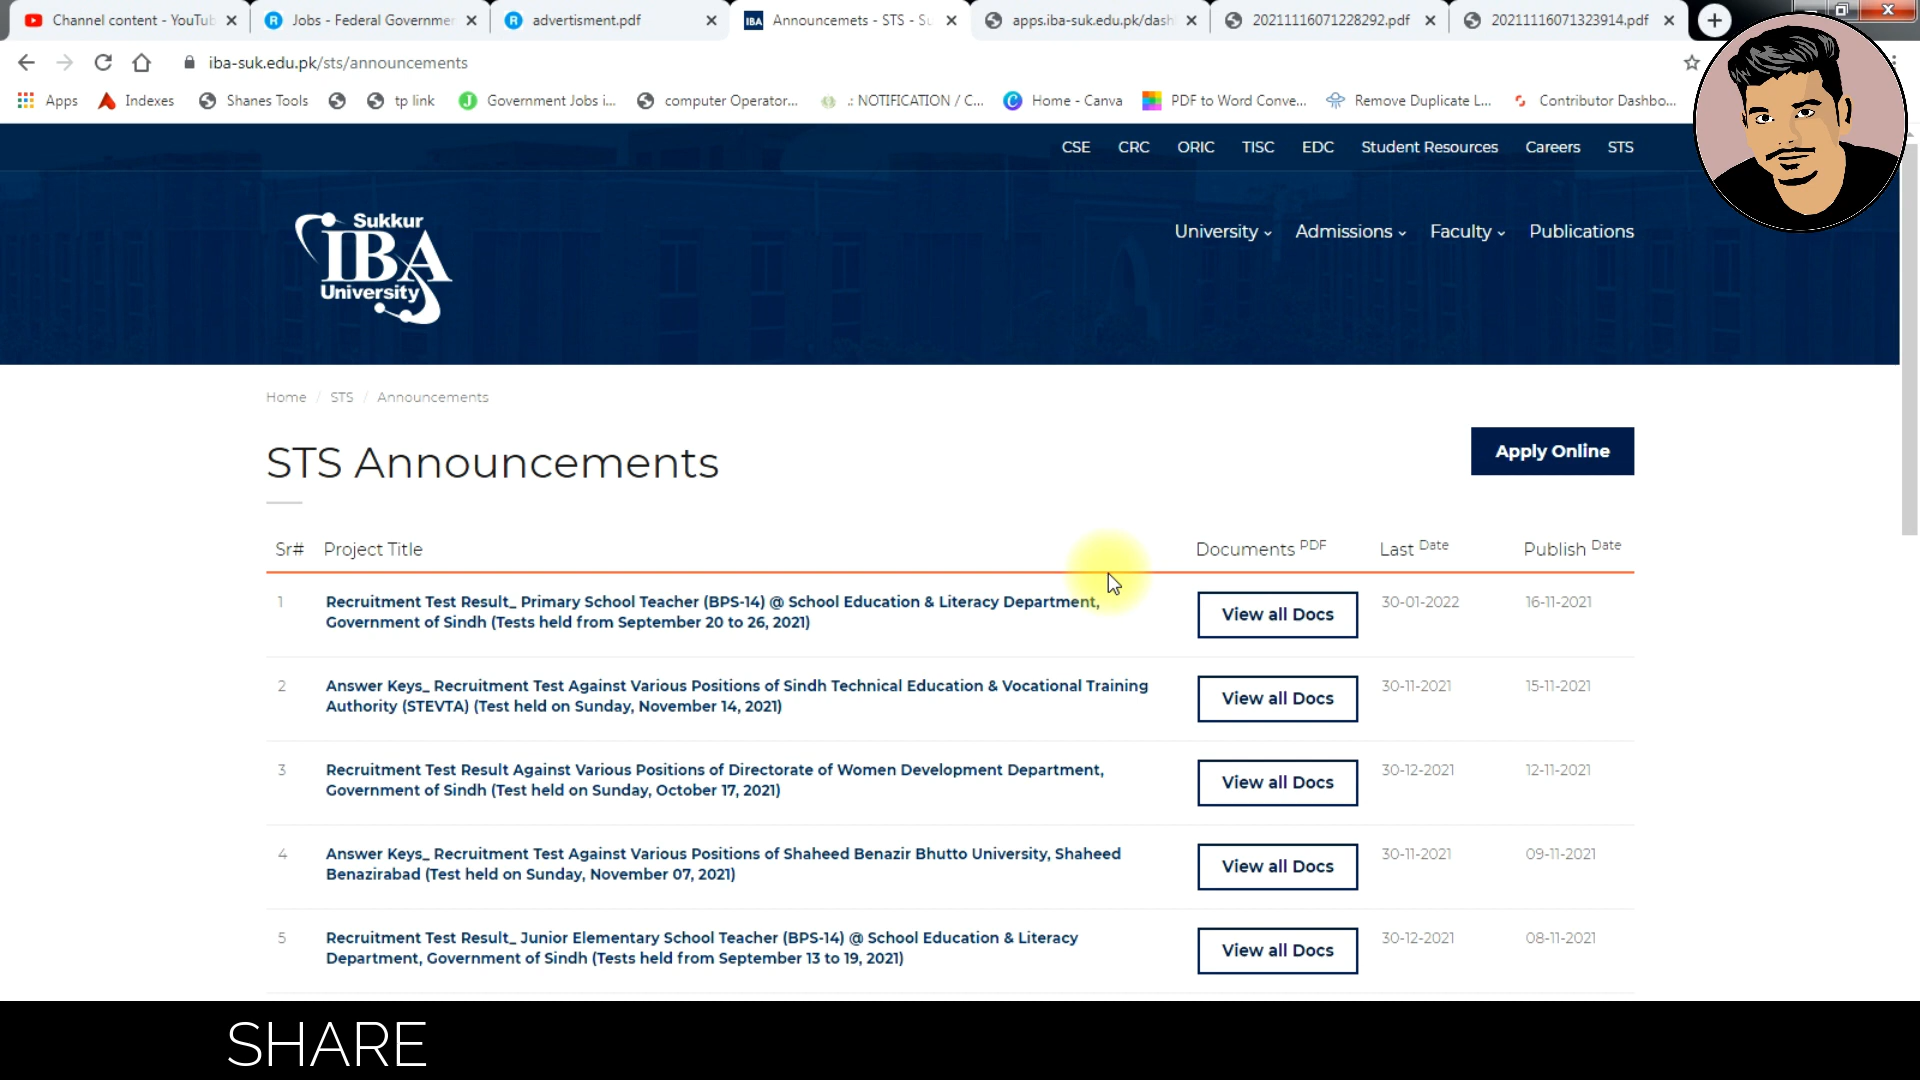 Channel content - YouTub
Jobs - Federal Governmen
advertisment.pdf
IBA
Announcemets - STS - Su
apps.iba-suk.edu.pk/dash
20211116071228292.pdf
20211116071323914.pdf
iba-suk.edu.pk/sts/announcements
Apps
Indexes
Shanes Tools
tp link
Government Jobs i...
computer Operator...
.: NOTIFICATION / C...
Home - Canva
PDF to Word Conve...
Remove Duplicate L...
Contributor Dashbo...
CSE
CRC
ORIC
TISC
EDC
Student Resources
Careers
STS
Sukkur
IBA
University
University
Admissions
Faculty
Publications
Home / STS / Announcements
STS Announcements
Apply Online
Sr# Project Title Documents PDF Last Date Publish Date
1 Recruitment Test Result_ Primary School Teacher (BPS-14) @ School Education & Literacy Department,
Government of Sindh (Tests held from September 20 to 26, 2021)
View all Docs
30-01-2022
16-11-2021
2 Answer Keys_ Recruitment Test Against Various Positions of Sindh Technical Education & Vocational Training
Authority (STEVTA) (Test held on Sunday, November 14, 2021)
View all Docs
30-11-2021
15-11-2021
3 Recruitment Test Result Against Various Positions of Directorate of Women Development Department,
Government of Sindh (Test held on Sunday, October 17, 2021)
View all Docs
30-12-2021
12-11-2021
4 Answer Keys_ Recruitment Test Against Various Positions of Shaheed Benazir Bhutto University, Shaheed
Benazirabad (Test held on Sunday, November 07, 2021)
View all Docs
30-11-2021
09-11-2021
5 Recruitment Test Result_ Junior Elementary School Teacher (BPS-14) @ School Education & Literacy
Department, Government of Sindh (Tests held from September 13 to 19, 2021)
View all Docs
30-12-2021
08-11-2021
SHARE